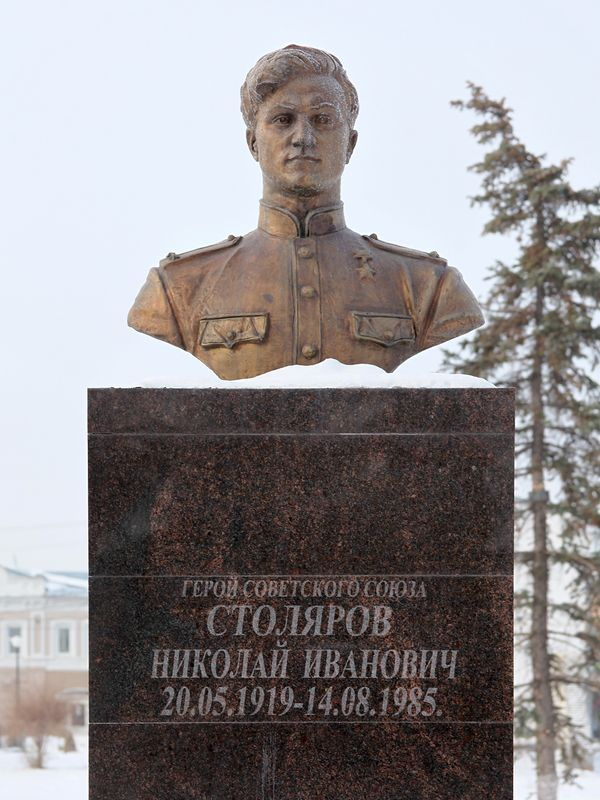 ГЕРОЙ СОВЕТСКОГО СОЮЗА
СТОЛЯРОВ
НИКОЛАЙ ИВАНОВИЧ
20.05.1919-14.08.1985.